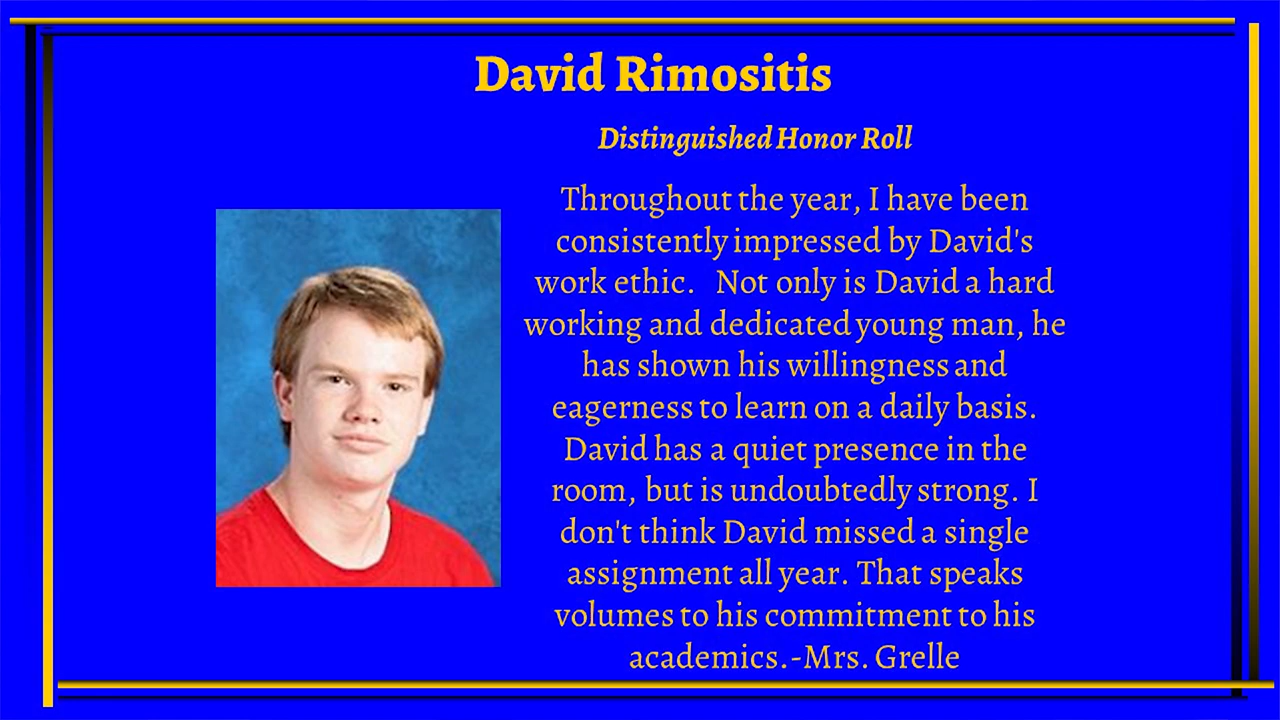 David Rimositis
Distinguished Honor Roll
Throughout the year, I have been
consistently impressed by David's
work ethic.   Not only is David a hard
working and dedicated young man, he
has shown his willingness and
eagerness to learn on a daily basis.
David has a quiet presence in the
room, but is undoubtedly strong. I
don't think David missed a single
assignment all year. That speaks
volumes to his commitment to his
academics.-Mrs. Grelle